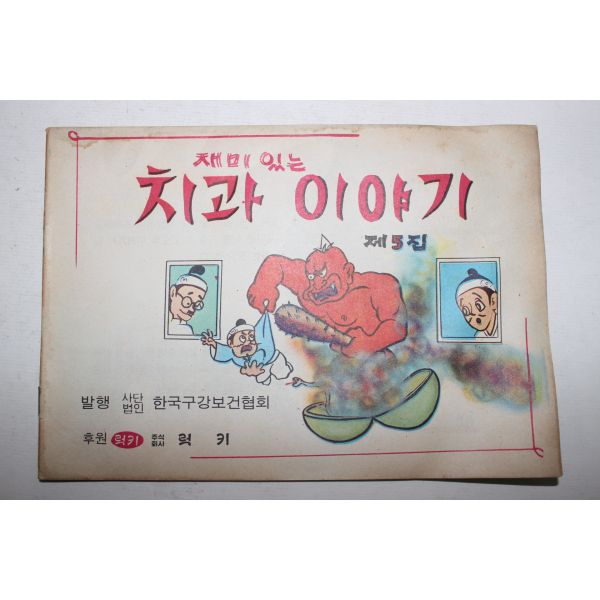 재미 있는
치과 이야기
제5집
발행 사단법인 한국구강보건협회
후원 럭키 주식회사 럭 키